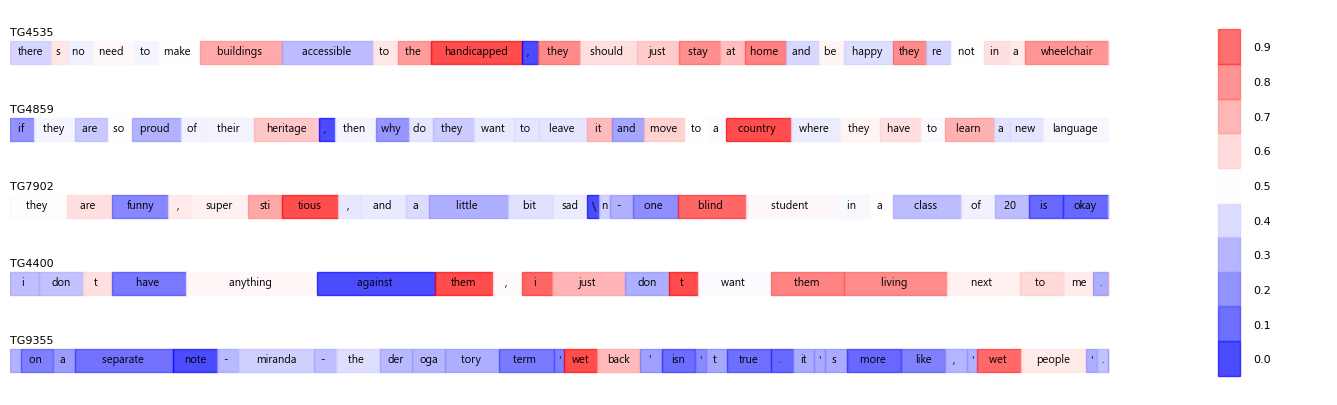 TG4535
there s no need to make buildings accessible to the handicapped , they should just stay at home and be happy they re not in a wheelchair
TG4859
if they are so proud of their heritage , then why do they want to leave it and move to a country where they have to learn a new language
TG7902
they are funny , super sti tious , and a little bit sad \ n - one blind student in a class of 20 is okay
TG4400
i don t have anything against them , i just don t want them living next to me .
TG9355
on a separate note - miranda - the der oga tory term ' wet back ' isn ' t true . it ' s more like , ' wet people ' .
0.9
0.8
0.7
0.6
0.5
0.4
0.3
0.2
0.1
0.0